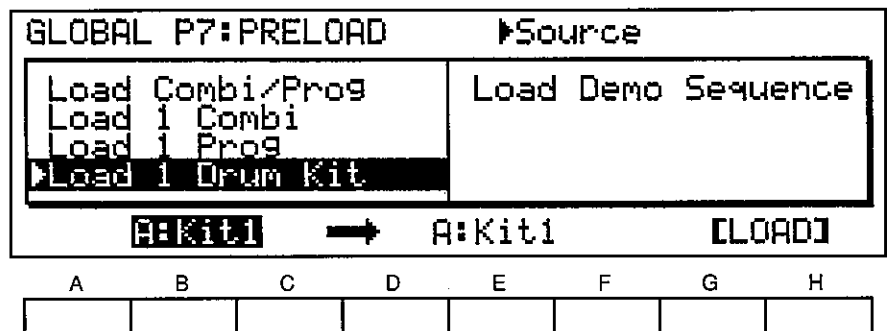 GLOBAL P7:PRELOAD ▶Source
Load Combi/Prog
Load 1 Combi
Load 1 Prog
▶Load 1 Drum Kit
Load Demo Sequence
A:Kit1 → A:Kit1 [LOAD]
A B C D E F G H